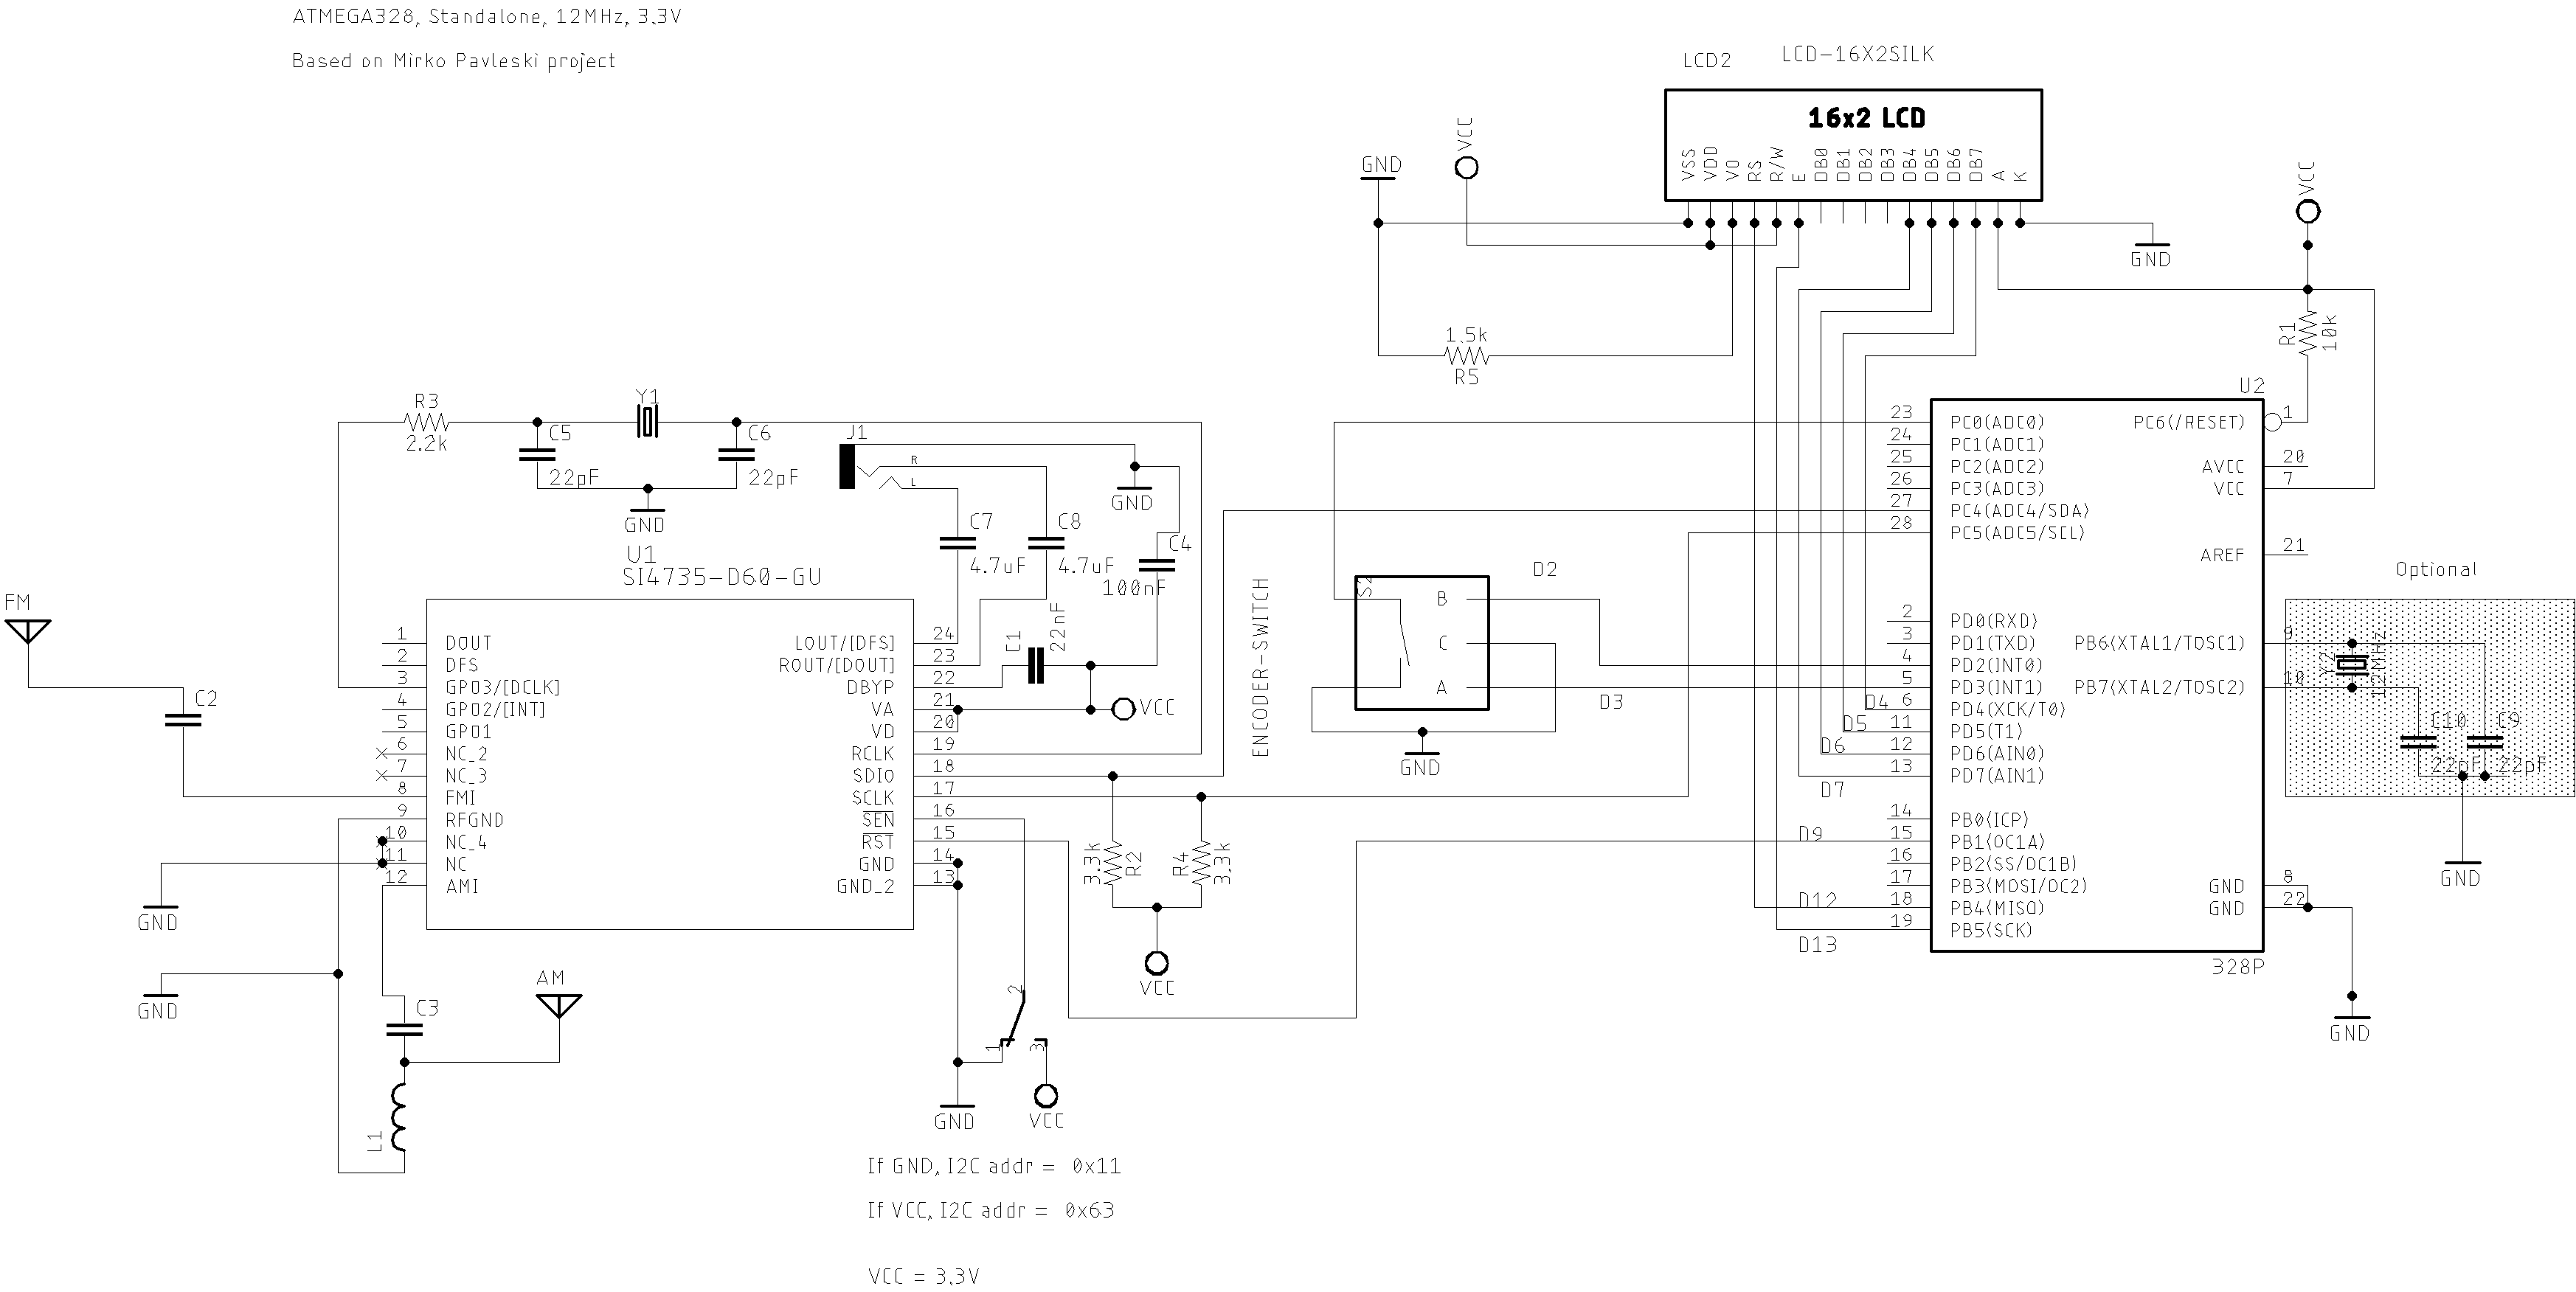 ATMEGA328, Standalone, 12MHz, 3.3V
Based on Mirko Pavleski project
LCD2
LCD-16X2SILK
16x2 LCD
VSS
VDD
VO
RS
R/W
E
DB0
DB1
DB2
DB3
DB4
DB5
DB6
DB7
A
K
GND
VCC
GND
VCC
1.5k
R5
R1
10k
R3
2.2k
Y1
C5
22pF
C6
22pF
GND
J1
R
L
GND
C7
4.7uF
C8
4.7uF
C4
100nF
C1
22nF
VCC
U1
SI4735-D60-GU
FM
C2
1
DOUT
2
DFS
3
GPO3/[DCLK]
4
GPO2/[INT]
5
GPO1
6
NC_2
7
NC_3
8
FMI
9
RFGND
10
NC_4
11
NC
12
AMI
LOUT/[DFS]
24
ROUT/[DOUT]
23
DBYP
22
VA
21
VD
20
RCLK
19
SDIO
18
SCLK
17
SEN
16
RST
15
GND
14
GND_2
13
GND
GND
C3
AM
L1
3.3k
R2
R4
3.3k
VCC
2
1
3
GND
VCC
If GND, I2C addr = 0x11
If VCC, I2C addr = 0x63
VCC = 3.3V
ENCODER-SWITCH
S2
B
C
A
GND
D2
D3
D4
D5
D6
D7
D9
D12
D13
U2
328P
23
PC0(ADC0)
24
PC1(ADC1)
25
PC2(ADC2)
26
PC3(ADC3)
27
PC4(ADC4/SDA)
28
PC5(ADC5/SCL)
2
PD0(RXD)
3
PD1(TXD)
4
PD2(INT0)
5
PD3(INT1)
6
PD4(XCK/T0)
11
PD5(T1)
12
PD6(AIN0)
13
PD7(AIN1)
14
PB0(ICP)
15
PB1(OC1A)
16
PB2(SS/OC1B)
17
PB3(MOSI/OC2)
18
PB4(MISO)
19
PB5(SCK)
PC6(/RESET)
1
AVCC
20
VCC
7
AREF
21
PB6(XTAL1/TOSC1)
9
PB7(XTAL2/TOSC2)
10
GND
8
GND
22
Optional
Y2
12MHz
C10
22pF
C9
22pF
GND
GND